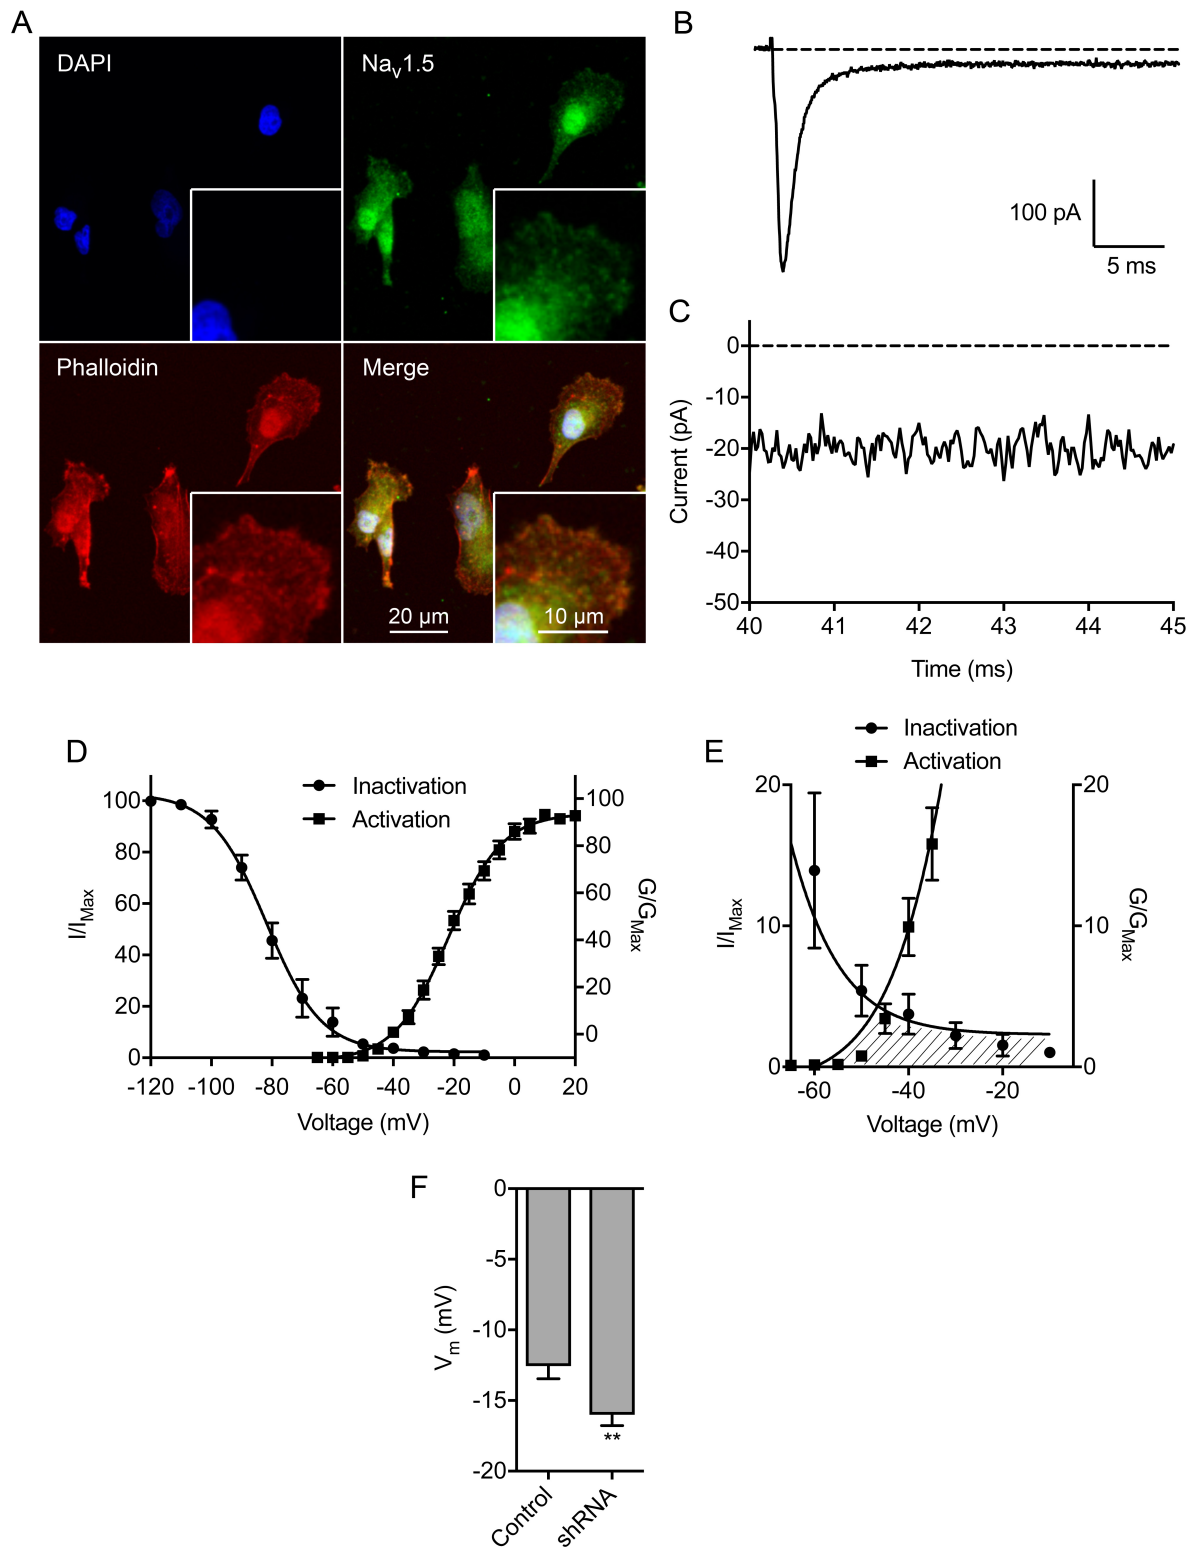 A
DAPI
Nav1.5
Phalloidin
Merge
20 μm
10 μm
B
100 pA
5 ms
C
Current (pA)
0
-10
-20
-30
-40
-50
40 41 42 43 44 45
Time (ms)
D
Inactivation
Activation
I/IMax
100
80
60
40
20
0
100
80
60
40
20
0
G/GMax
-120 -100 -80 -60 -40 -20 0 20
Voltage (mV)
E
Inactivation
Activation
I/IMax
20
10
0
20
10
0
G/GMax
-60 -40 -20
Voltage (mV)
F
Vm (mV)
0
-5
-10
-15
-20
**
Control
shRNA